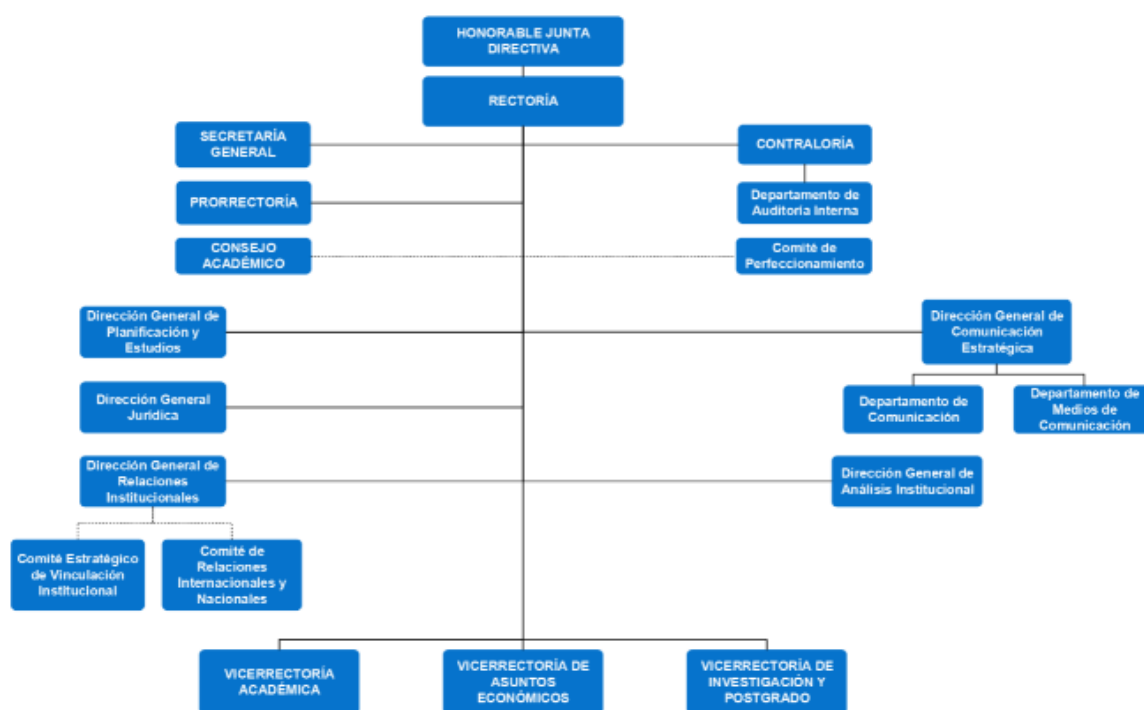 HONORABLE JUNTA
DIRECTIVA
RECTORÍA
SECRETARÍA
GENERAL
CONTRALORÍA
PRORRECTORÍA
Departamento de
Auditoría Interna
CONSEJO
ACADÉMICO
Comité de
Perfeccionamiento
Dirección General de
Planificación y
Estudios
Dirección General de
Comunicación
Estratégica
Dirección General
Jurídica
Departamento de
Comunicación
Departamento de
Medios de
Comunicación
Dirección General de
Relaciones
Institucionales
Dirección General de
Análisis Institucional
Comité Estratégico
de Vinculación
Institucional
Comité de
Relaciones
Internacionales y
Nacionales
VICERRECTORÍA
ACADÉMICA
VICERRECTORÍA DE
ASUNTOS
ECONÓMICOS
VICERRECTORÍA DE
INVESTIGACIÓN Y
POSTGRADO